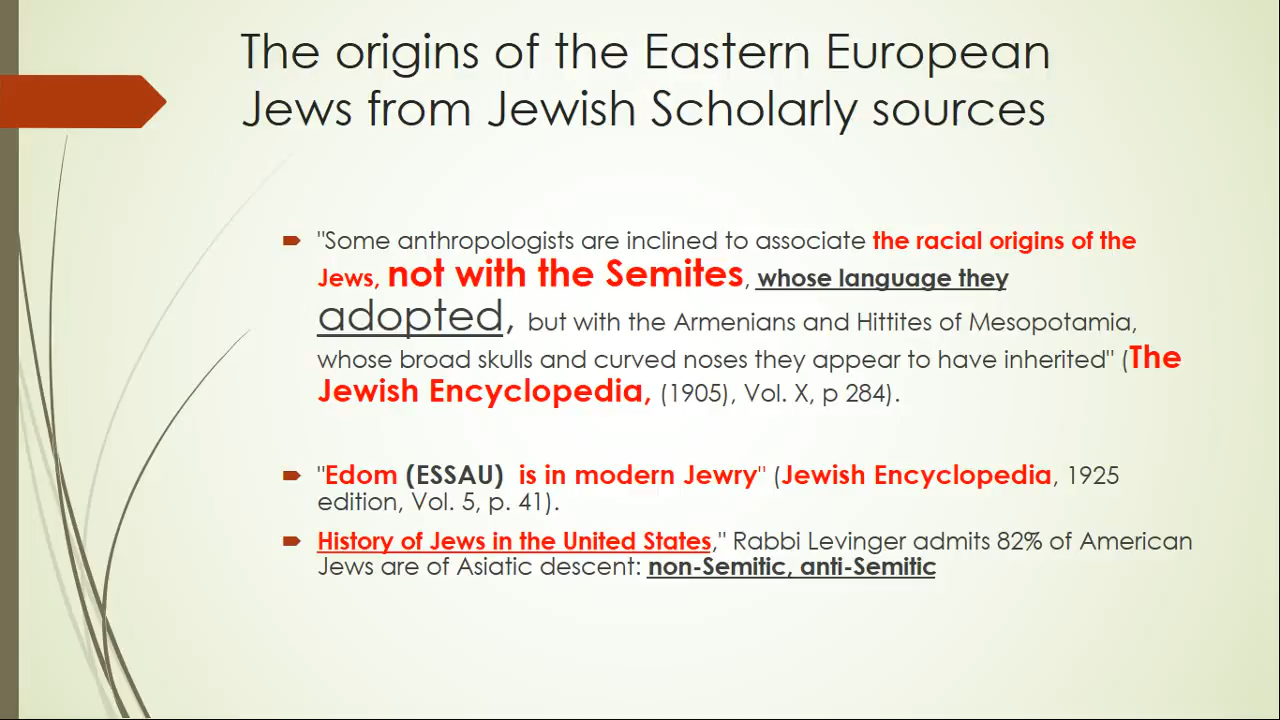 The origins of the Eastern European
Jews from Jewish Scholarly sources
"Some anthropologists are inclined to associate the racial origins of the
Jews, not with the Semites, whose language they
adopted, but with the Armenians and Hittites of Mesopotamia,
whose broad skulls and curved noses they appear to have inherited" (The
Jewish Encyclopedia, (1905), Vol. X, p 284).
"Edom (ESSAU) is in modern Jewry" (Jewish Encyclopedia, 1925
edition, Vol. 5, p. 41).
History of Jews in the United States," Rabbi Levinger admits 82% of American
Jews are of Asiatic descent: non-Semitic, anti-Semitic